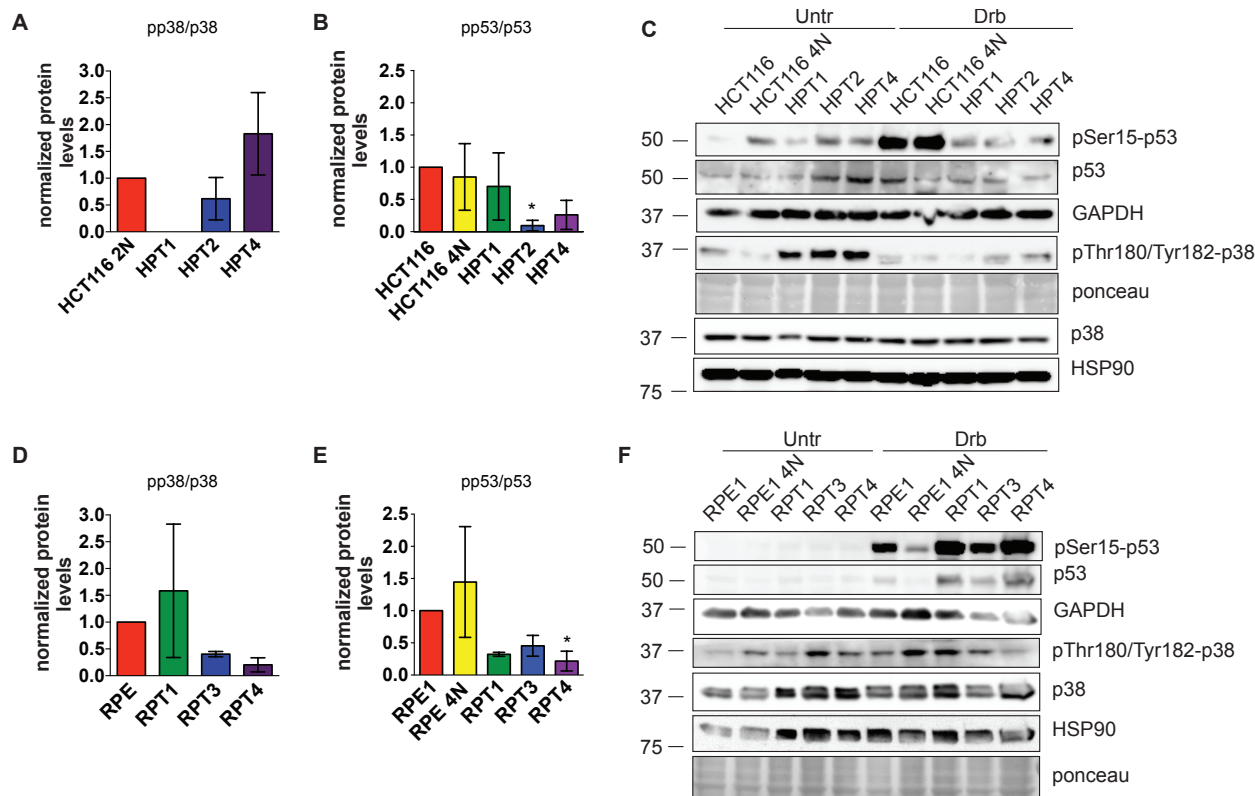 A
pp38/p38
normalized protein
levels
3.0
2.5
2.0
1.5
1.0
0.5
0.0
HCT116 2N
HPT1
HPT2
HPT4
B
pp53/p53
normalized protein
levels
2.5
2.0
1.5
1.0
0.5
0.0
*
HCT116
HCT116 4N
HPT1
HPT2
HPT4
C
Untr
Drb
HCT116
HCT116 4N
HPT1
HPT2
HPT4
HCT116
HCT116 4N
HPT1
HPT2
HPT4
50
pSer15-p53
50
p53
37
GAPDH
37
pThr180/Tyr182-p38
ponceau
37
p38
HSP90
75
D
pp38/p38
normalized protein
levels
3.0
2.5
2.0
1.5
1.0
0.5
0.0
RPE
RPT1
RPT3
RPT4
E
pp53/p53
normalized protein
levels
2.5
2.0
1.5
1.0
0.5
0.0
*
RPE1
RPE 4N
RPT1
RPT3
RPT4
F
Untr
Drb
RPE1
RPE1 4N
RPT1
RPT3
RPT4
RPE1
RPE1 4N
RPT1
RPT3
RPT4
50
pSer15-p53
50
p53
37
GAPDH
37
pThr180/Tyr182-p38
37
p38
HSP90
75
ponceau